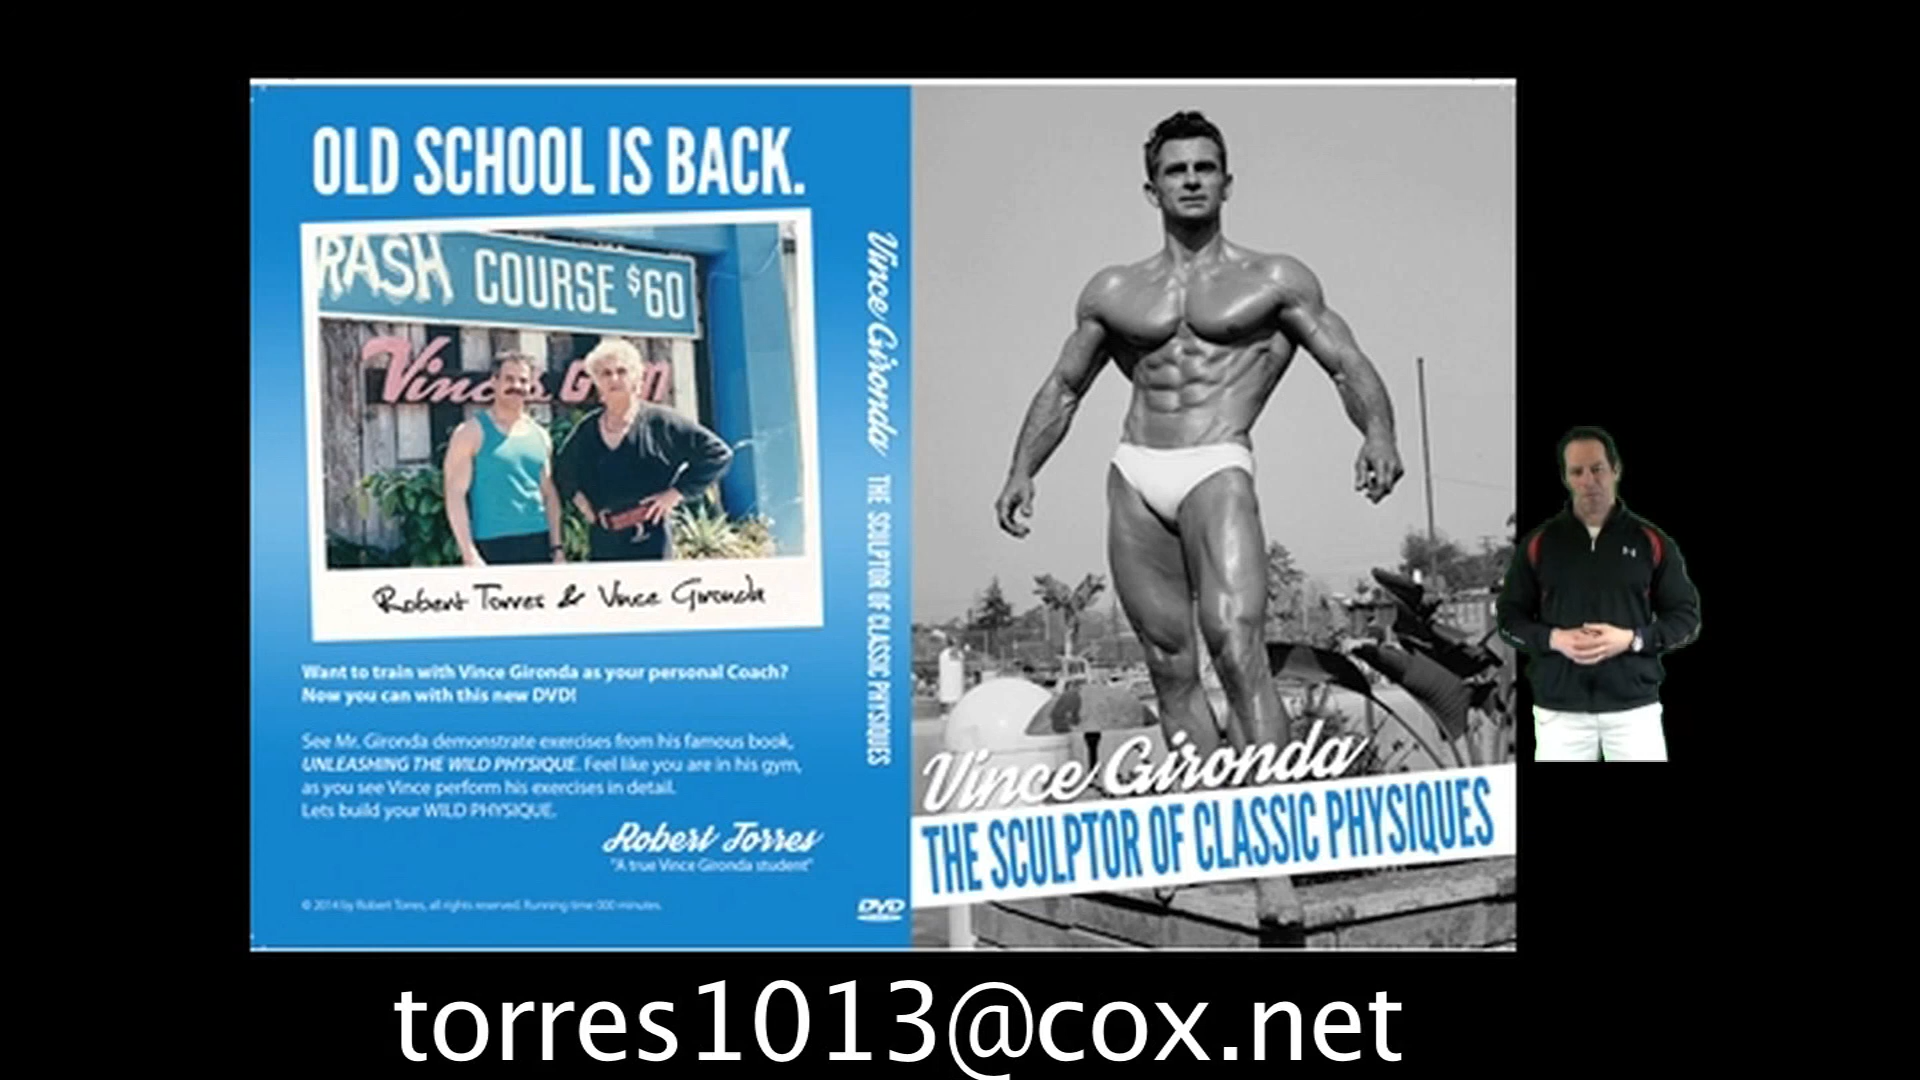 OLD SCHOOL IS BACK.
RASH COURSE $60
Vince's Gym
Robert Torres & Vince Gironda
Want to train with Vince Gironda as your personal Coach?
Now you can with this new DVD!
See Mr. Gironda demonstrate exercises from his famous book,
UNLEASHING THE WILD PHYSIQUE. Feel like you are in his gym,
as you see Vince perform his exercises in detail.
Lets build your WILD PHYSIQUE.
Robert Torres
"A true Vince Gironda student"
© 2014 by Robert Torres, all rights reserved. Running time 000 minutes.
DVD
Vince Gironda THE SCULPTOR OF CLASSIC PHYSIQUES
Vince Gironda
THE SCULPTOR OF CLASSIC PHYSIQUES
torres1013@cox.net